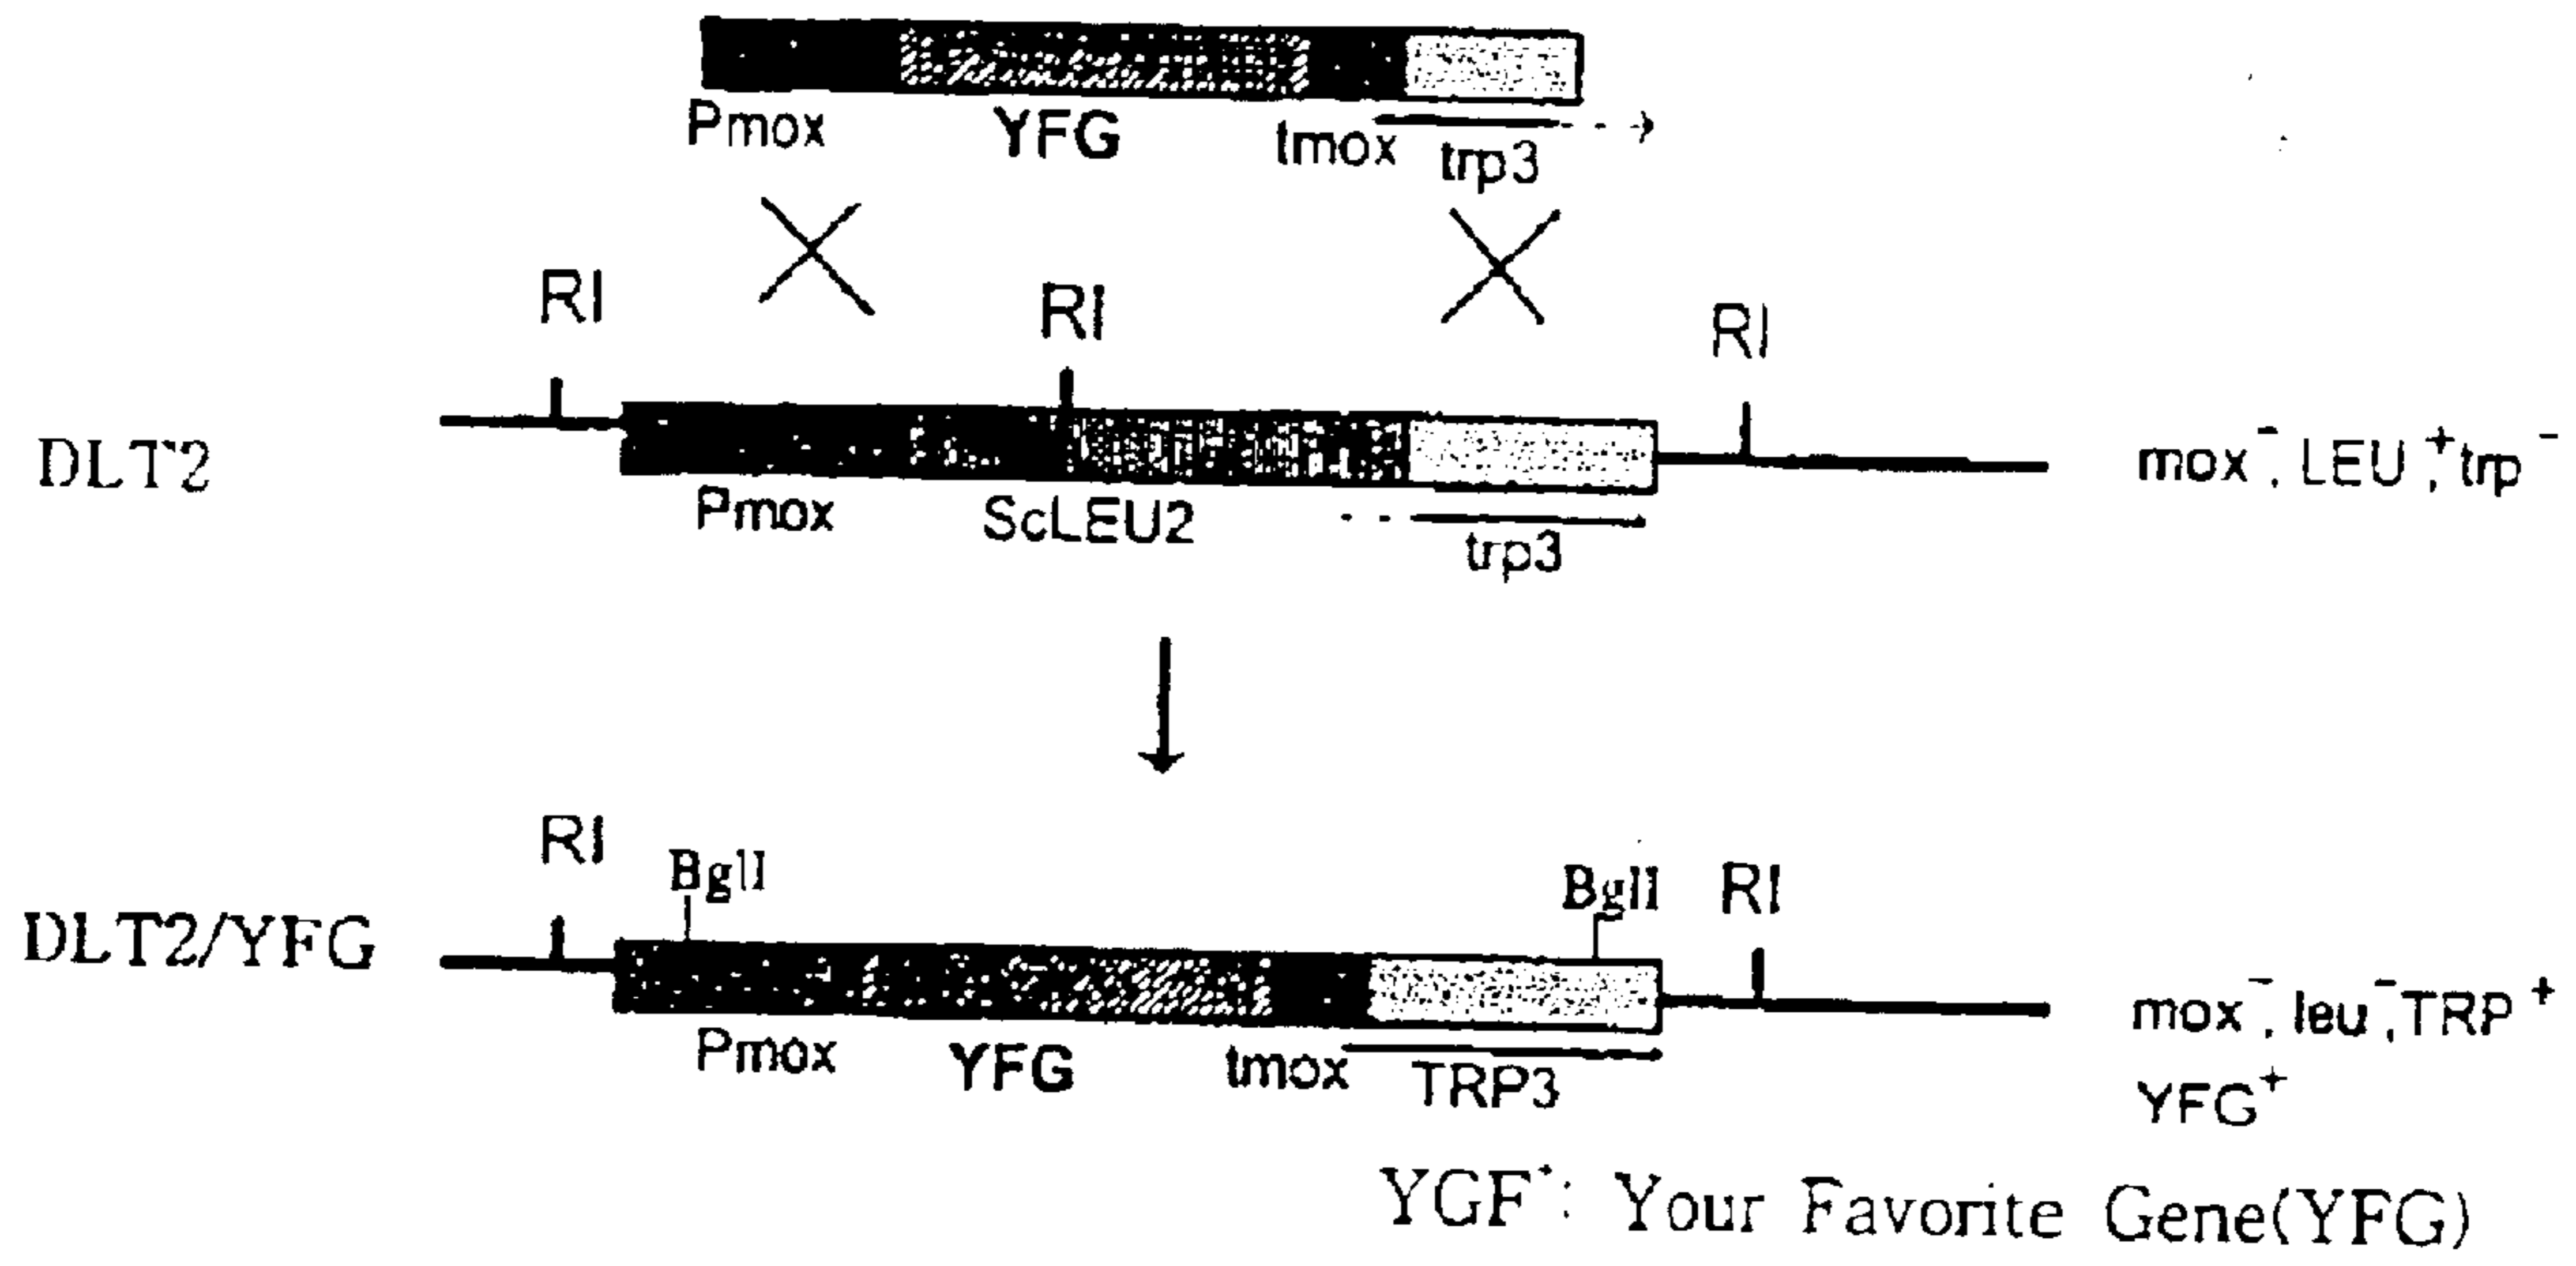 Pmox YFG tmox trp3
RI RI RI
DLT2 mox⁻, LEU⁺, trp⁻
Pmox ScLEU2 trp3
RI BglI BglI RI
DLT2/YFG mox⁻, leu⁻, TRP⁺
Pmox YFG tmox TRP3 YFG⁺
YGF⁺: Your Favorite Gene(YFG)